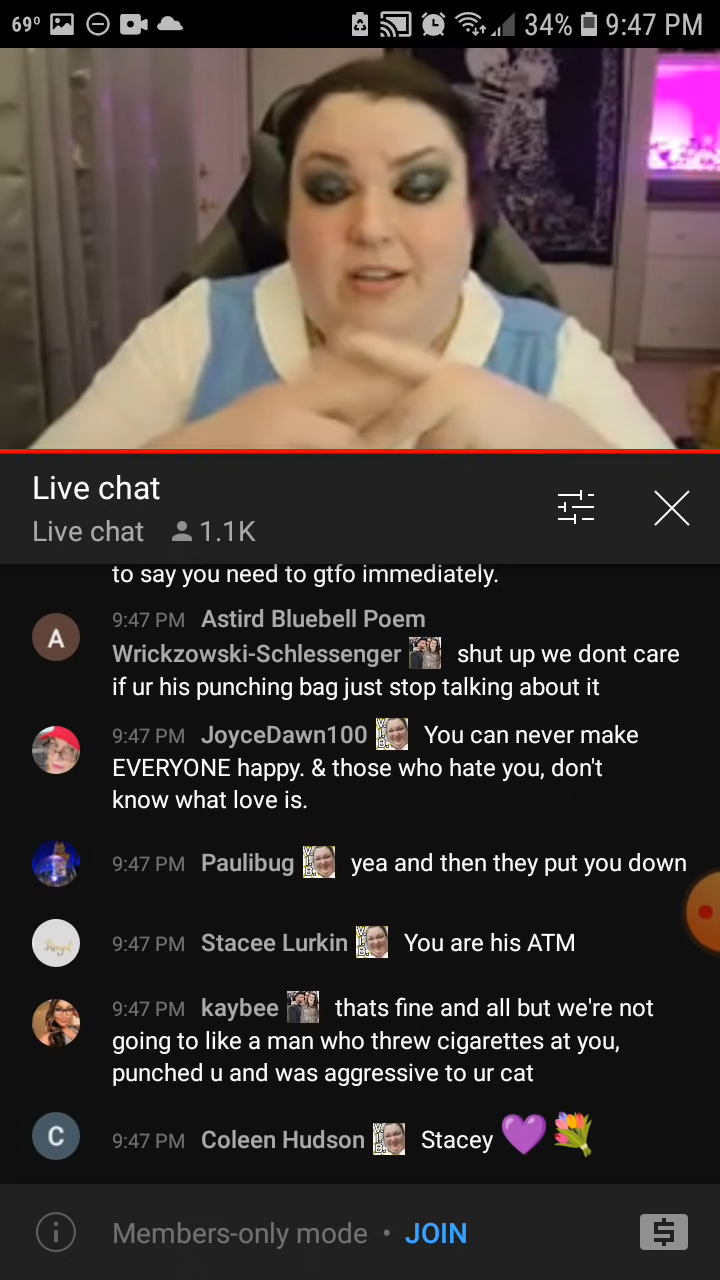 69° 34% 9:47 PM
Live chat
Live chat 1.1K
to say you need to gtfo immediately.
A 9:47 PM Astird Bluebell Poem
Wrickzowski-Schlessenger shut up we dont care
if ur his punching bag just stop talking about it
9:47 PM JoyceDawn100 You can never make
EVERYONE happy. & those who hate you, don't
know what love is.
9:47 PM Paulibug yea and then they put you down
9:47 PM Stacee Lurkin You are his ATM
9:47 PM kaybee thats fine and all but we're not
going to like a man who threw cigarettes at you,
punched u and was aggressive to ur cat
C 9:47 PM Coleen Hudson Stacey 💜💐
Members-only mode • JOIN